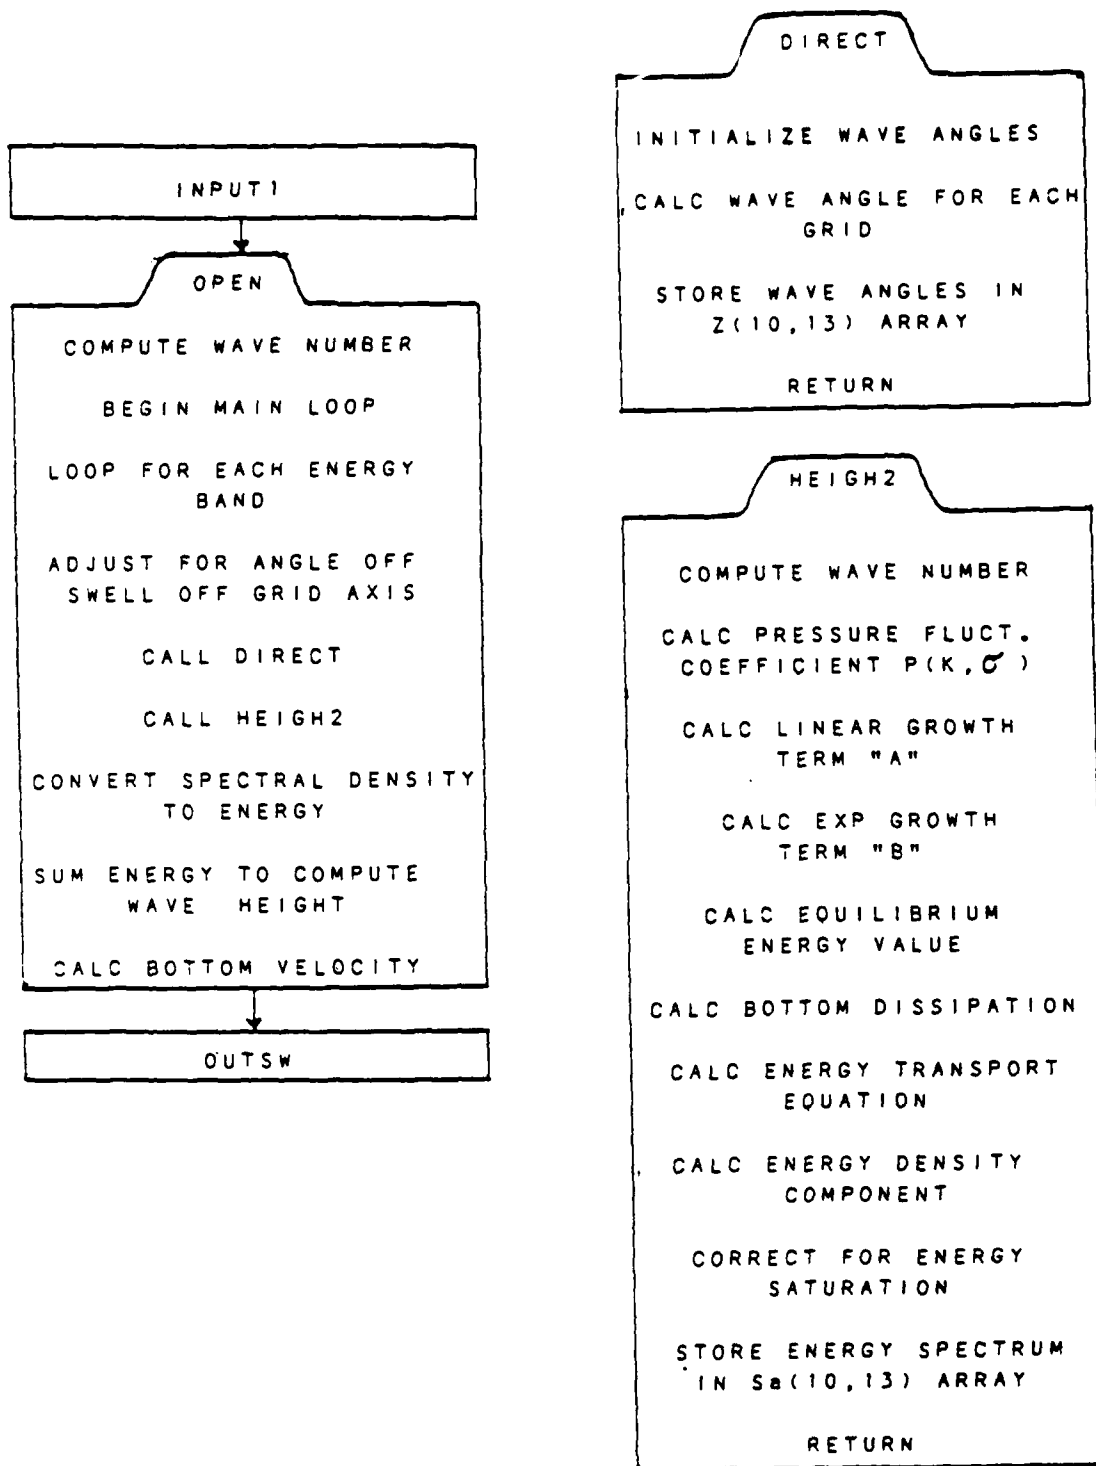 INPUT1
OPEN
COMPUTE WAVE NUMBER
BEGIN MAIN LOOP
LOOP FOR EACH ENERGY
BAND
ADJUST FOR ANGLE OFF
SWELL OFF GRID AXIS
CALL DIRECT
CALL HEIGH2
CONVERT SPECTRAL DENSITY
TO ENERGY
SUM ENERGY TO COMPUTE
WAVE HEIGHT
CALC BOTTOM VELOCITY
OUTSW
DIRECT
INITIALIZE WAVE ANGLES
CALC WAVE ANGLE FOR EACH
GRID
STORE WAVE ANGLES IN
Z(10,13) ARRAY
RETURN
HEIGH2
COMPUTE WAVE NUMBER
CALC PRESSURE FLUCT.
COEFFICIENT P(K,σ)
CALC LINEAR GROWTH
TERM "A"
CALC EXP GROWTH
TERM "B"
CALC EQUILIBRIUM
ENERGY VALUE
CALC BOTTOM DISSIPATION
CALC ENERGY TRANSPORT
EQUATION
CALC ENERGY DENSITY
COMPONENT
CORRECT FOR ENERGY
SATURATION
STORE ENERGY SPECTRUM
IN Sa(10,13) ARRAY
RETURN